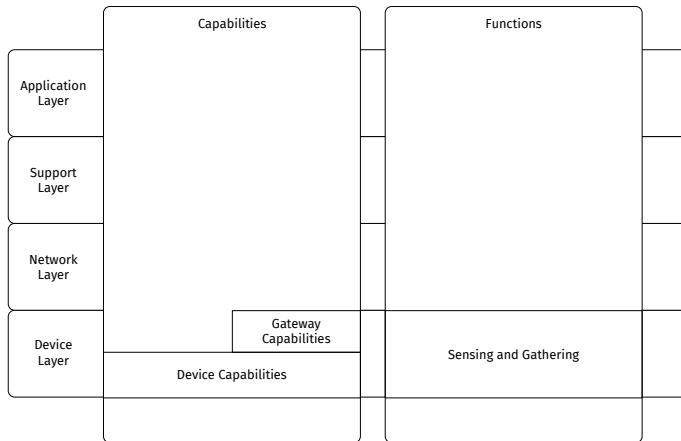 Capabilities
Functions
Application
Layer
Support
Layer
Network
Layer
Device
Layer
Gateway
Capabilities
Device Capabilities
Sensing and Gathering